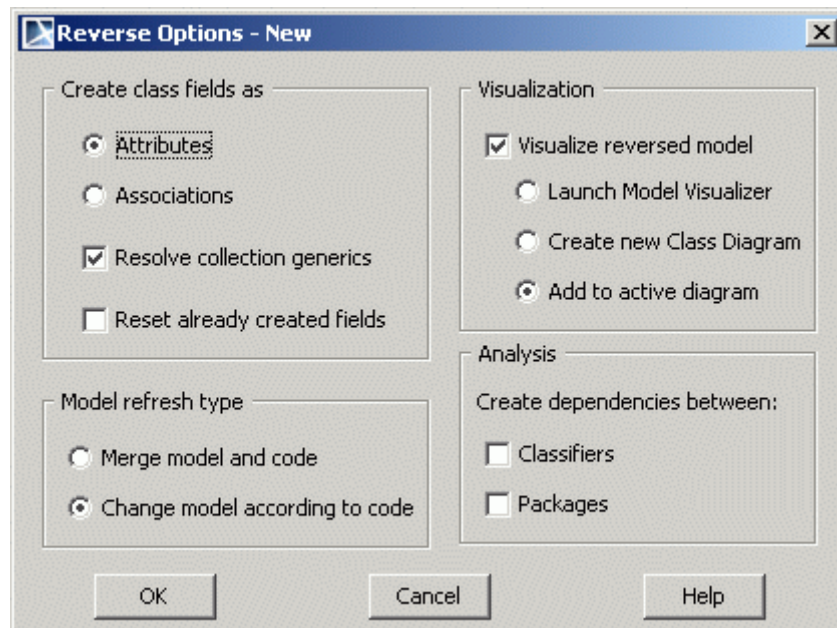 Reverse Options - New
Create class fields as
Attributes
Associations
Resolve collection generics
Reset already created fields
Model refresh type
Merge model and code
Change model according to code
Visualization
Visualize reversed model
Launch Model Visualizer
Create new Class Diagram
Add to active diagram
Analysis
Create dependencies between:
Classifiers
Packages
OK
Cancel
Help